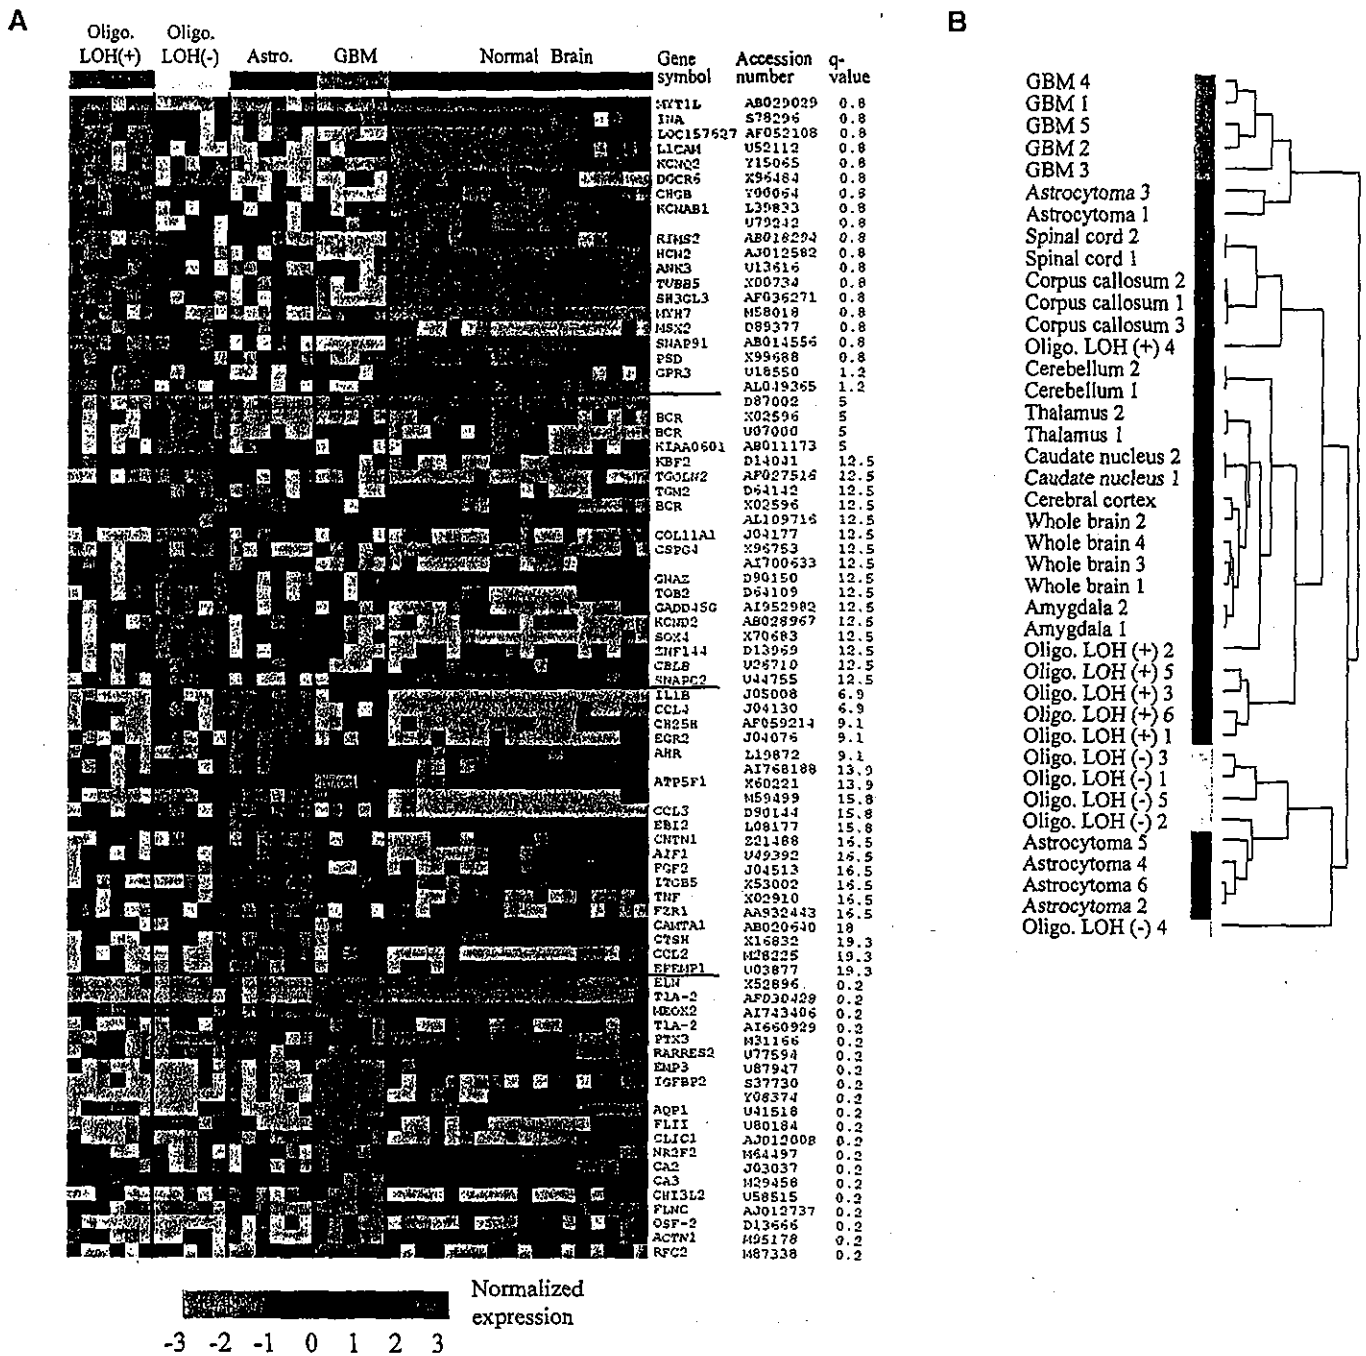 A
B
Oligo. LOH(+)
Oligo. LOH(-)
Astro.
GBM
Normal Brain
Gene symbol
Accession number
q-value
MYT1L AB029029 0.8
INA S78296 0.8
LOC157627 AF052108 0.8
L1CAM U52112 0.8
KCNQ2 Y15065 0.8
DGCR6 X96484 0.8
CHGB Y00064 0.8
KCNAB1 L39833 0.8
U79242 0.8
RIMS2 AB018294 0.8
HCN2 AJ012582 0.8
ANK3 U13616 0.8
TUBB5 X00734 0.8
SH3GL3 AF036271 0.8
MYH7 M58018 0.8
MSX2 D89377 0.8
SNAP91 AB014556 0.8
PSD X99688 0.8
GPR3 U18550 1.2
AL049365 1.2
D87002 5
BCR X02596 5
BCR U07000 5
KIAA0601 AB011173 5
KBF2 D14041 12.5
TGOLN2 AF027516 12.5
TGM2 D64142 12.5
BCR X02596 12.5
AL109716 12.5
COL11A1 J04177 12.5
CSPG4 X96753 12.5
AI700633 12.5
GNAZ D90150 12.5
TOB2 D64109 12.5
GADD45G AI952982 12.5
KCND2 AB028967 12.5
SOX4 X70683 12.5
ZNF144 D13969 12.5
CBLB U26710 12.5
SNAPC2 U44755 12.5
IL1B J05008 6.9
CCL4 J04130 6.9
CH25H AF059214 9.1
EGR2 J04076 9.1
AHR L19872 9.1
AI768188 13.9
ATP5F1 X60221 13.9
M59499 15.8
CCL3 D90144 15.8
EBI2 L08177 15.8
CNTN1 Z21488 16.5
AIF1 U49392 16.5
FGF2 J04513 16.5
ITGB5 X53002 16.5
TNF X02910 16.5
FZR1 AA932443 16.5
CAMTA1 AB020640 18
CTSH X16832 19.3
CCL2 M28225 19.3
EFEMP1 U03877 19.3
ELN X52896 0.2
T1A-2 AF030428 0.2
MEOX2 AI743406 0.2
T1A-2 AI660929 0.2
PTX3 M31166 0.2
RARRES2 U77594 0.2
EMP3 U87947 0.2
IGFBP2 S37730 0.2
Y08374 0.2
AQP1 U41518 0.2
FLII U80184 0.2
CLIC1 AJ012008 0.2
NR2F2 M64497 0.2
CA2 J03037 0.2
CA3 M29458 0.2
CHI3L2 U58515 0.2
FLNC AJ012737 0.2
OSF-2 D13666 0.2
ACTN1 M95178 0.2
RFC2 M87338 0.2
Normalized expression
-3 -2 -1 0 1 2 3
GBM 4
GBM 1
GBM 5
GBM 2
GBM 3
Astrocytoma 3
Astrocytoma 1
Spinal cord 2
Spinal cord 1
Corpus callosum 2
Corpus callosum 1
Corpus callosum 3
Oligo. LOH (+) 4
Cerebellum 2
Cerebellum 1
Thalamus 2
Thalamus 1
Caudate nucleus 2
Caudate nucleus 1
Cerebral cortex
Whole brain 2
Whole brain 4
Whole brain 3
Whole brain 1
Amygdala 2
Amygdala 1
Oligo. LOH (+) 2
Oligo. LOH (+) 5
Oligo. LOH (+) 3
Oligo. LOH (+) 6
Oligo. LOH (+) 1
Oligo. LOH (-) 3
Oligo. LOH (-) 1
Oligo. LOH (-) 5
Oligo. LOH (-) 2
Astrocytoma 5
Astrocytoma 4
Astrocytoma 6
Astrocytoma 2
Oligo. LOH (-) 4